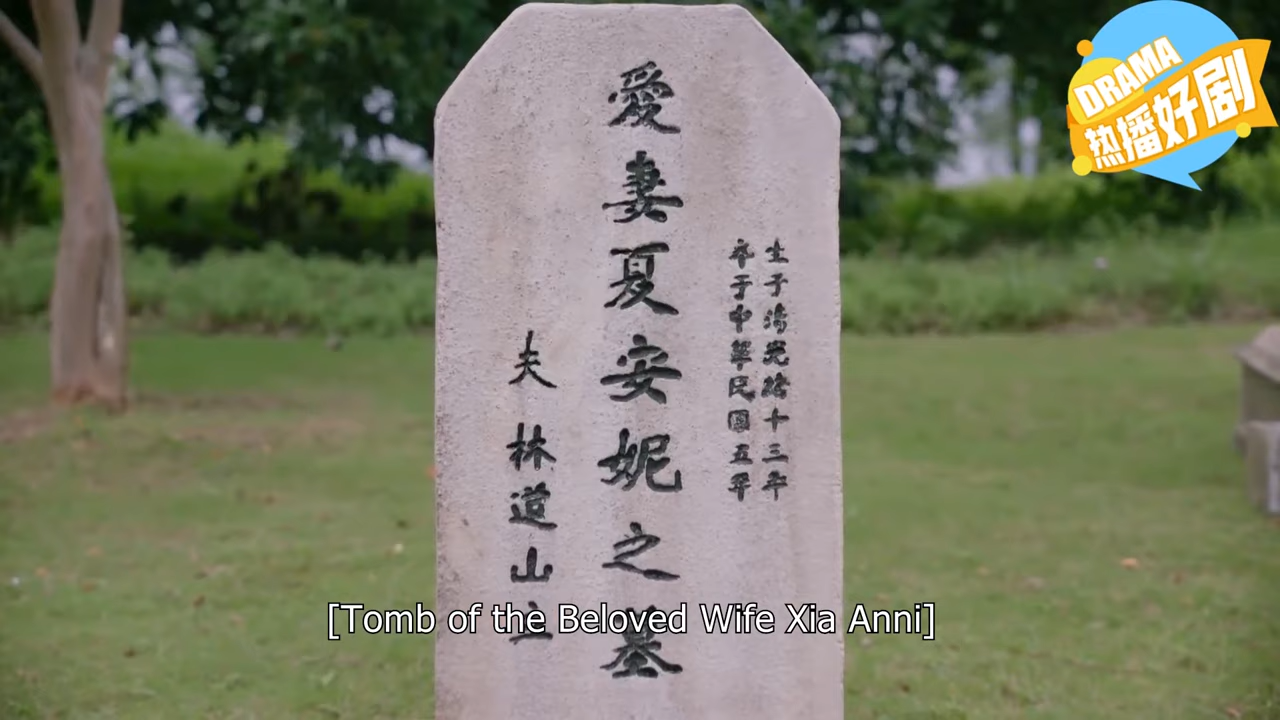 DRAMA
热播好剧
生于清光緒十三年
卒于中華民國五年
愛妻夏安妮之墓
夫 林道山立
[Tomb of the Beloved Wife Xia Anni]